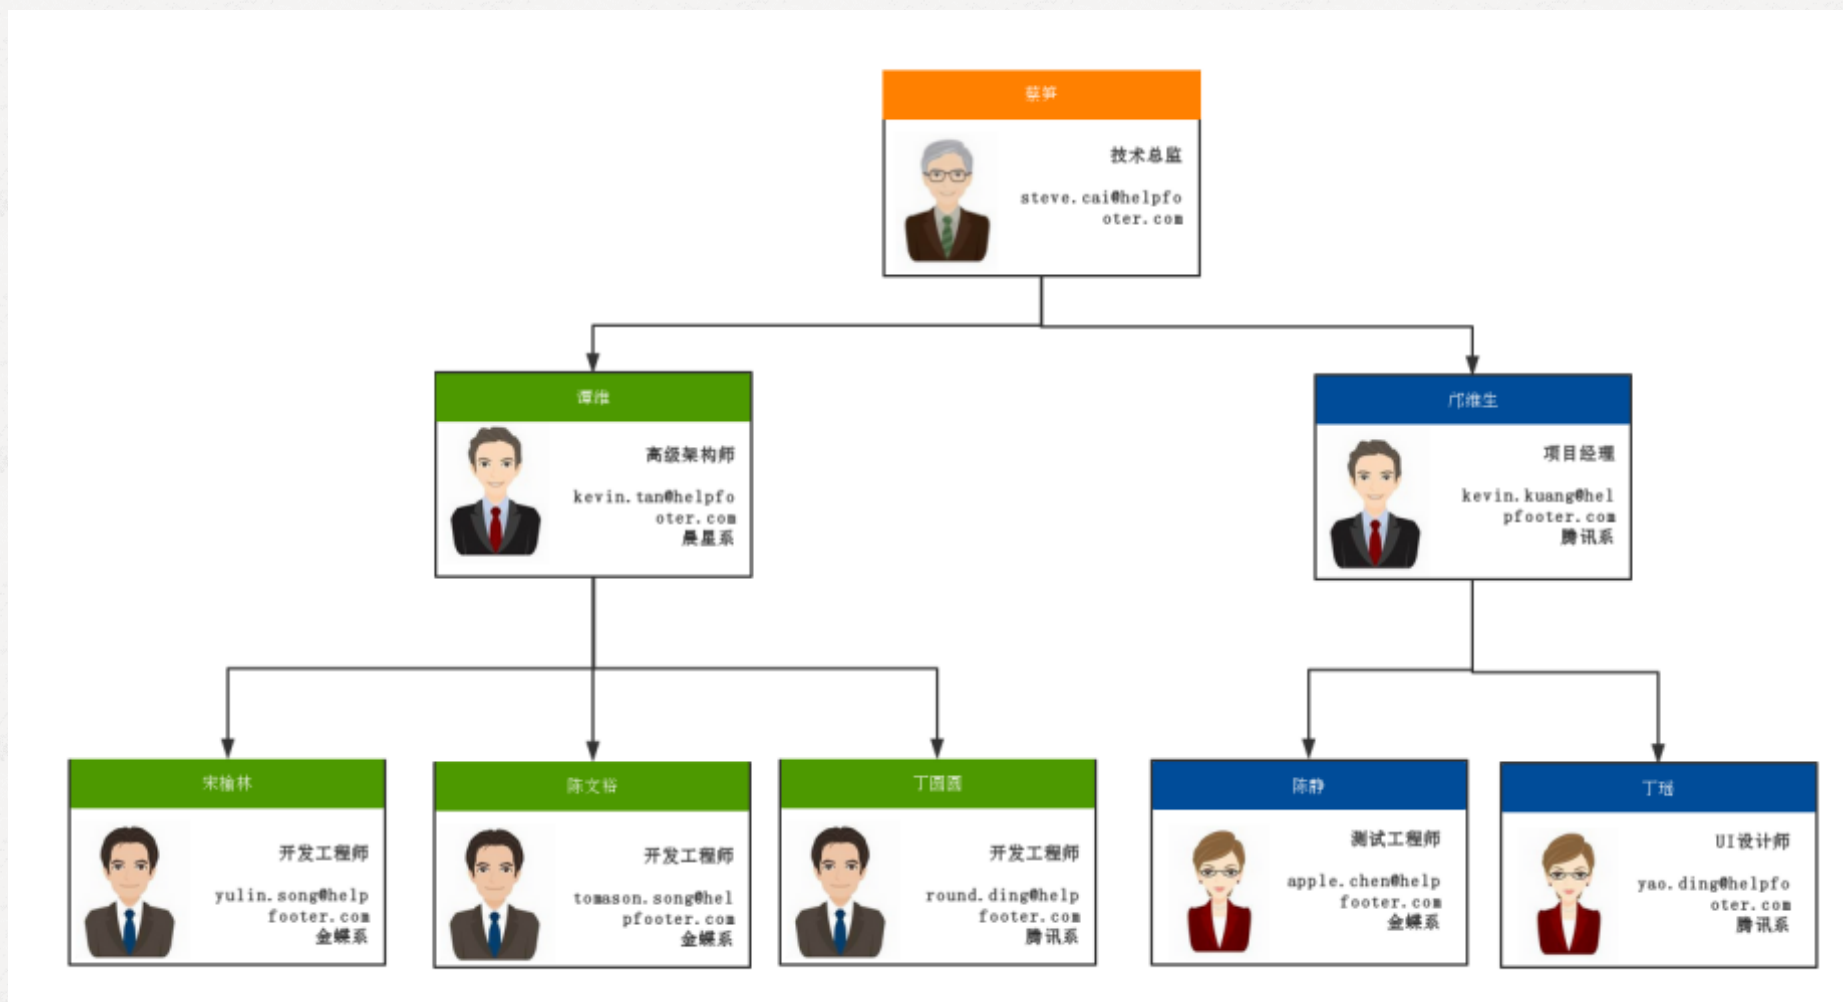 蔡笋
技术总监
steve.cai@helpfo
oter.com
谭维
高级架构师
kevin.tan@helpfo
oter.com
晨星系
邝维生
项目经理
kevin.kuang@hel
pfooter.com
腾讯系
宋榆林
开发工程师
yulin.song@help
footer.com
金蝶系
陈文裕
开发工程师
tomason.song@hel
pfooter.com
金蝶系
丁圆圆
开发工程师
round.ding@help
footer.com
腾讯系
陈静
测试工程师
apple.chen@help
footer.com
金蝶系
丁瑶
UI设计师
yao.ding@helpfo
oter.com
腾讯系